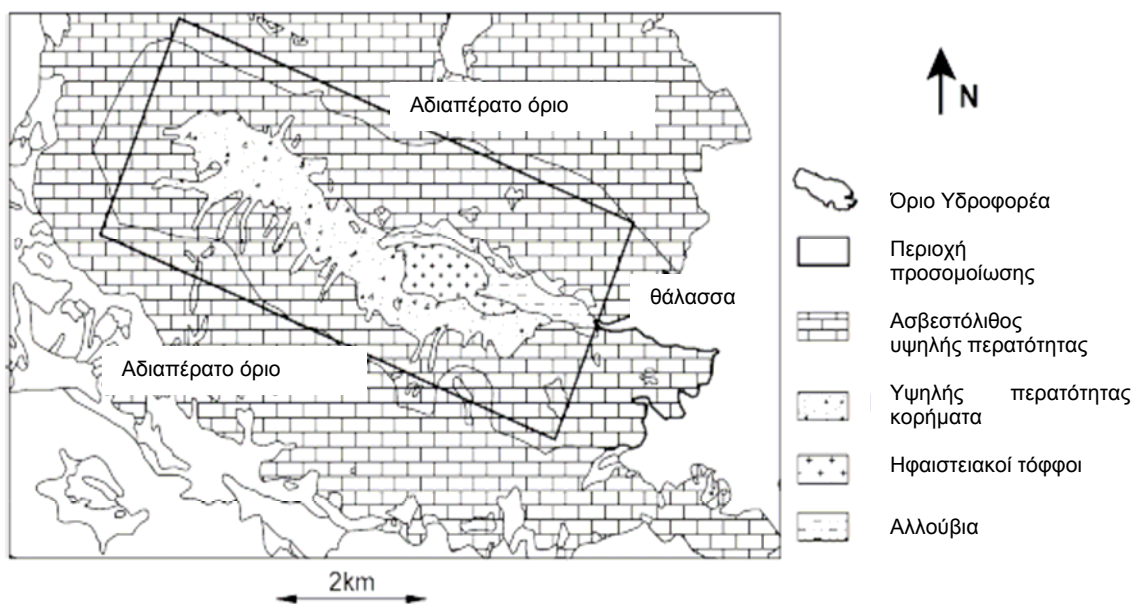 Αδιαπέρατο όριο
N
Όριο Υδροφορέα
Περιοχή
προσομοίωσης
θάλασσα
Ασβεστόλιθος
υψηλής περατότητας
Αδιαπέρατο όριο
Υψηλής περατότητας
κορήματα
Ηφαιστειακοί τόφφοι
Αλλούβια
2km